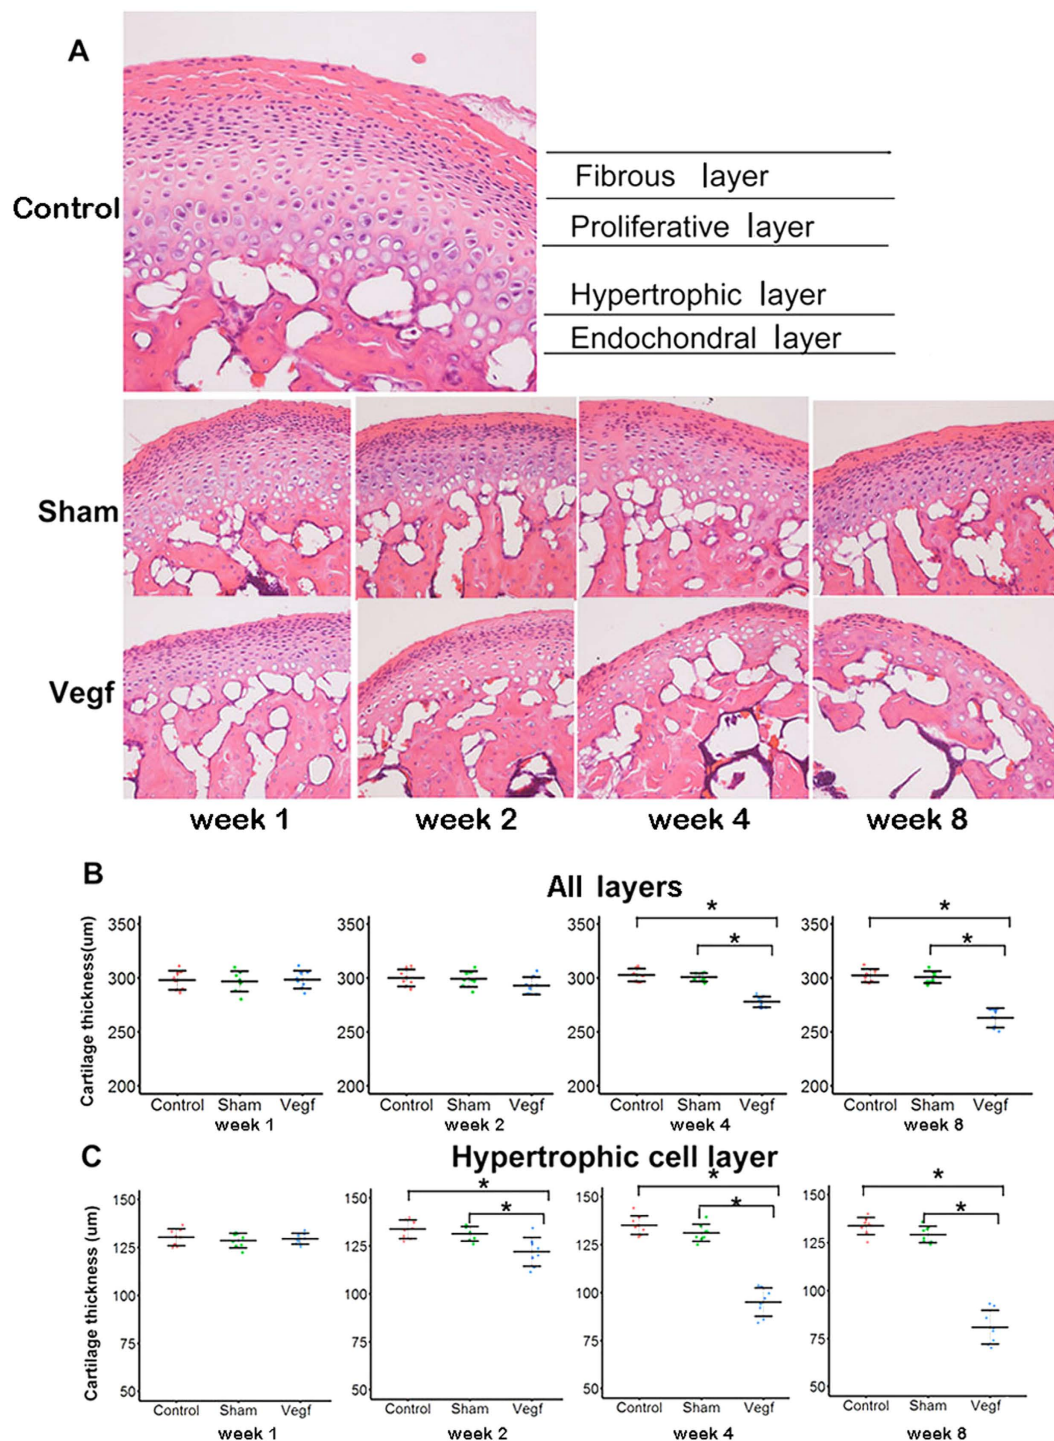 A
Control
Fibrous layer
Proliferative layer
Hypertrophic layer
Endochondral layer
Sham
Vegf
week 1 week 2 week 4 week 8
B
All layers
Cartilage thickness(um)
350 350 350 350
* * * *
300 300 300 300
250 250 250 250
200 200 200 200
Control Sham Vegf Control Sham Vegf Control Sham Vegf Control Sham Vegf
week 1 week 2 week 4 week 8
C
Hypertrophic cell layer
Cartilage thickness (um)
* * * * * *
150 150 150 150
125 125 125 125
100 100 100 100
75 75 75 75
50 50 50 50
Control Sham Vegf Control Sham Vegf Control Sham Vegf Control Sham Vegf
week 1 week 2 week 4 week 8